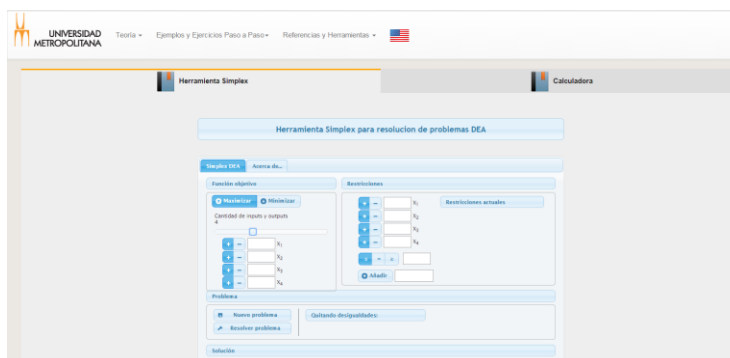 UNIVERSIDAD
METROPOLITANA
Teoría
Ejemplos y Ejercicios Paso a Paso
Referencias y Herramientas
Herramienta Simplex
Calculadora
Herramienta Simplex para resolucion de problemas DEA
Simplex DEA Acerca de...
Función objetivo
Maximizar Minimizar
Cantidad de inputs y outputs
4
+ - X1
+ - X2
+ - X3
+ - X4
Restricciones
+ - X1
+ - X2
+ - X3
+ - X4
Añadir
Restricciones actuales
Problema
Nuevo problema
Resolver problema
Quitando desigualdades:
Solución